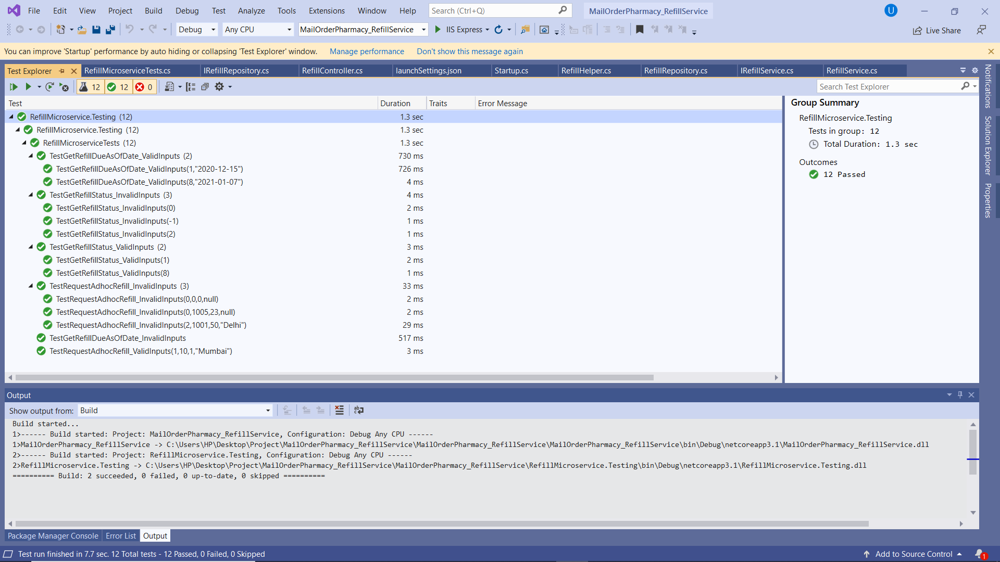 File Edit View Project Build Debug Test Analyze Tools Extensions Window Help Search (Ctrl+Q) MailOrderPharmacy_RefillService U
Debug Any CPU MailOrderPharmacy_RefillService IIS Express Live Share
You can improve 'Startup' performance by auto hiding or collapsing 'Test Explorer' window. Manage performance Don't show this message again
Test Explorer RefillMicroserviceTests.cs IRefillRepository.cs RefillController.cs launchSettings.json Startup.cs RefillHelper.cs RefillRepository.cs IRefillService.cs RefillService.cs
12 12 0 Search Test Explorer
Test Duration Traits Error Message
RefillMicroservice.Testing (12) 1.3 sec
RefillMicroservice.Testing (12) 1.3 sec
RefillMicroserviceTests (12) 1.3 sec
TestGetRefillDueAsOfDate_ValidInputs (2) 730 ms
TestGetRefillDueAsOfDate_ValidInputs(1,"2020-12-15") 726 ms
TestGetRefillDueAsOfDate_ValidInputs(8,"2021-01-07") 4 ms
TestGetRefillStatus_InvalidInputs (3) 4 ms
TestGetRefillStatus_InvalidInputs(0) 2 ms
TestGetRefillStatus_InvalidInputs(-1) 1 ms
TestGetRefillStatus_InvalidInputs(2) 1 ms
TestGetRefillStatus_ValidInputs (2) 3 ms
TestGetRefillStatus_ValidInputs(1) 2 ms
TestGetRefillStatus_ValidInputs(8) 1 ms
TestRequestAdhocRefill_InvalidInputs (3) 33 ms
TestRequestAdhocRefill_InvalidInputs(0,0,0,null) 2 ms
TestRequestAdhocRefill_InvalidInputs(0,1005,23,null) 2 ms
TestRequestAdhocRefill_InvalidInputs(2,1001,50,"Delhi") 29 ms
TestGetRefillDueAsOfDate_InvalidInputs 517 ms
TestRequestAdhocRefill_ValidInputs(1,10,1,"Mumbai") 3 ms
Group Summary
RefillMicroservice.Testing
Tests in group: 12
Total Duration: 1.3 sec
Outcomes
12 Passed
Notifications
Solution Explorer
Properties
Output
Show output from: Build
Build started...
1>------ Build started: Project: MailOrderPharmacy_RefillService, Configuration: Debug Any CPU ------
1>MailOrderPharmacy_RefillService -> C:\Users\HP\Desktop\Project\MailOrderPharmacy_RefillService\MailOrderPharmacy_RefillService\MailOrderPharmacy_RefillService\bin\Debug\netcoreapp3.1\MailOrderPharmacy_RefillService.dll
2>------ Build started: Project: RefillMicroservice.Testing, Configuration: Debug Any CPU ------
2>RefillMicroservice.Testing -> C:\Users\HP\Desktop\Project\MailOrderPharmacy_RefillService\MailOrderPharmacy_RefillService\RefillMicroservice.Testing\bin\Debug\netcoreapp3.1\RefillMicroservice.Testing.dll
========== Build: 2 succeeded, 0 failed, 0 up-to-date, 0 skipped ==========
Package Manager Console Error List Output
Test run finished in 7.7 sec. 12 Total tests - 12 Passed, 0 Failed, 0 Skipped Add to Source Control 1